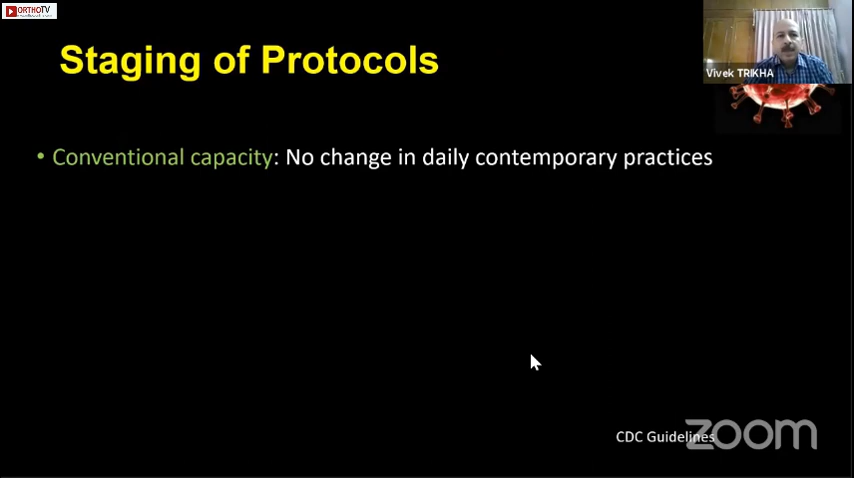 ORTHOTV
Staging of Protocols
Vivek TRIKHA
• Conventional capacity: No change in daily contemporary practices
CDC Guidelines
zoom